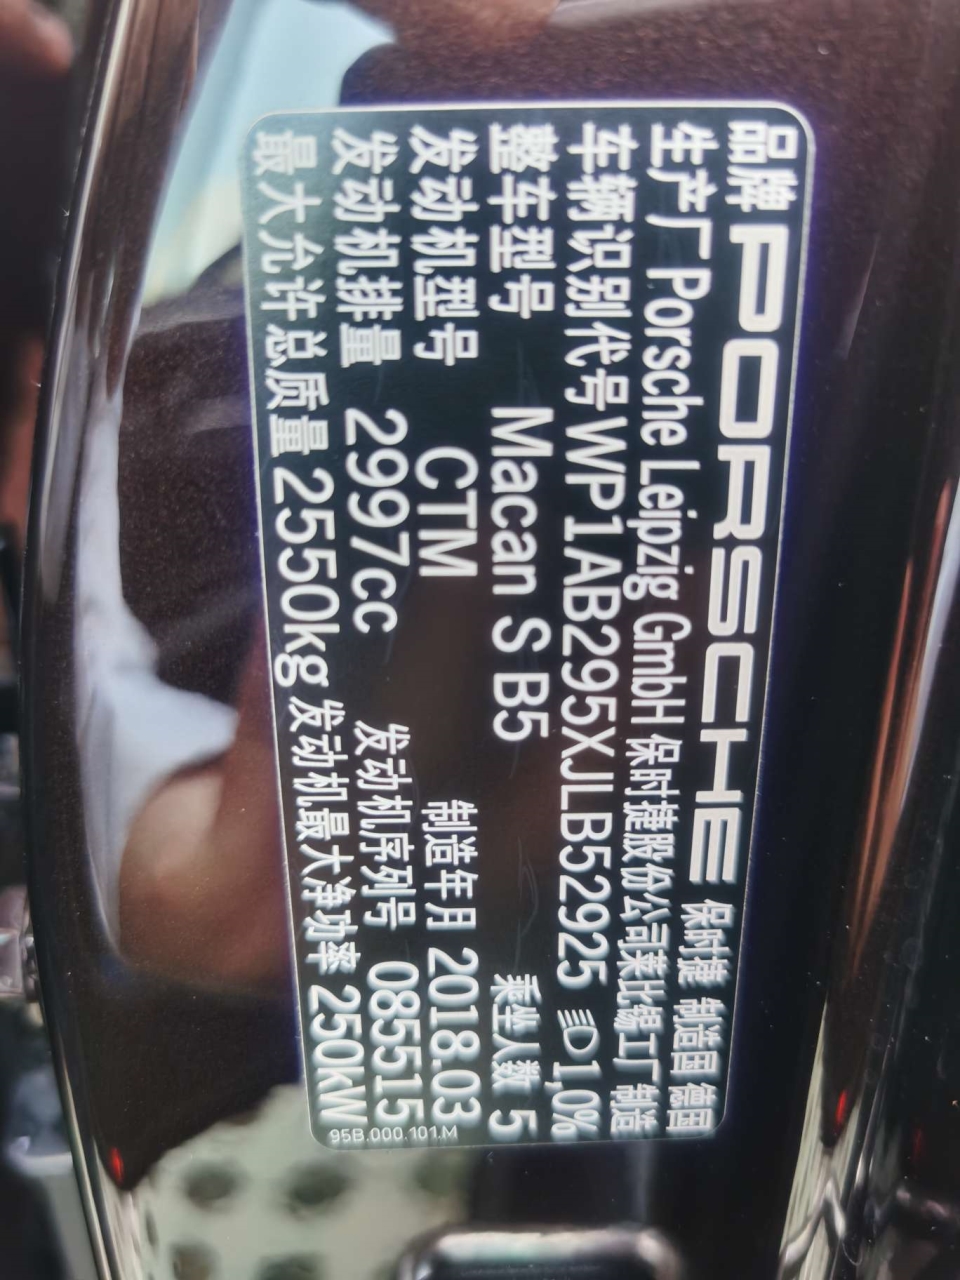 品牌 PORSCHE 保时捷 制造国 德国
生产厂 Porsche Leipzig GmbH 保时捷股份公司莱比锡工厂 制造
车辆识别代号 WP1AB295XJLB52925 1,0%
整车型号 Macan S B5 乘坐人数 5
发动机型号 CTM 制造年月 2018.03
发动机排量 2997cc 发动机序列号 085515
最大允许总质量 2550kg 发动机最大净功率 250kW
95B.000.101.M